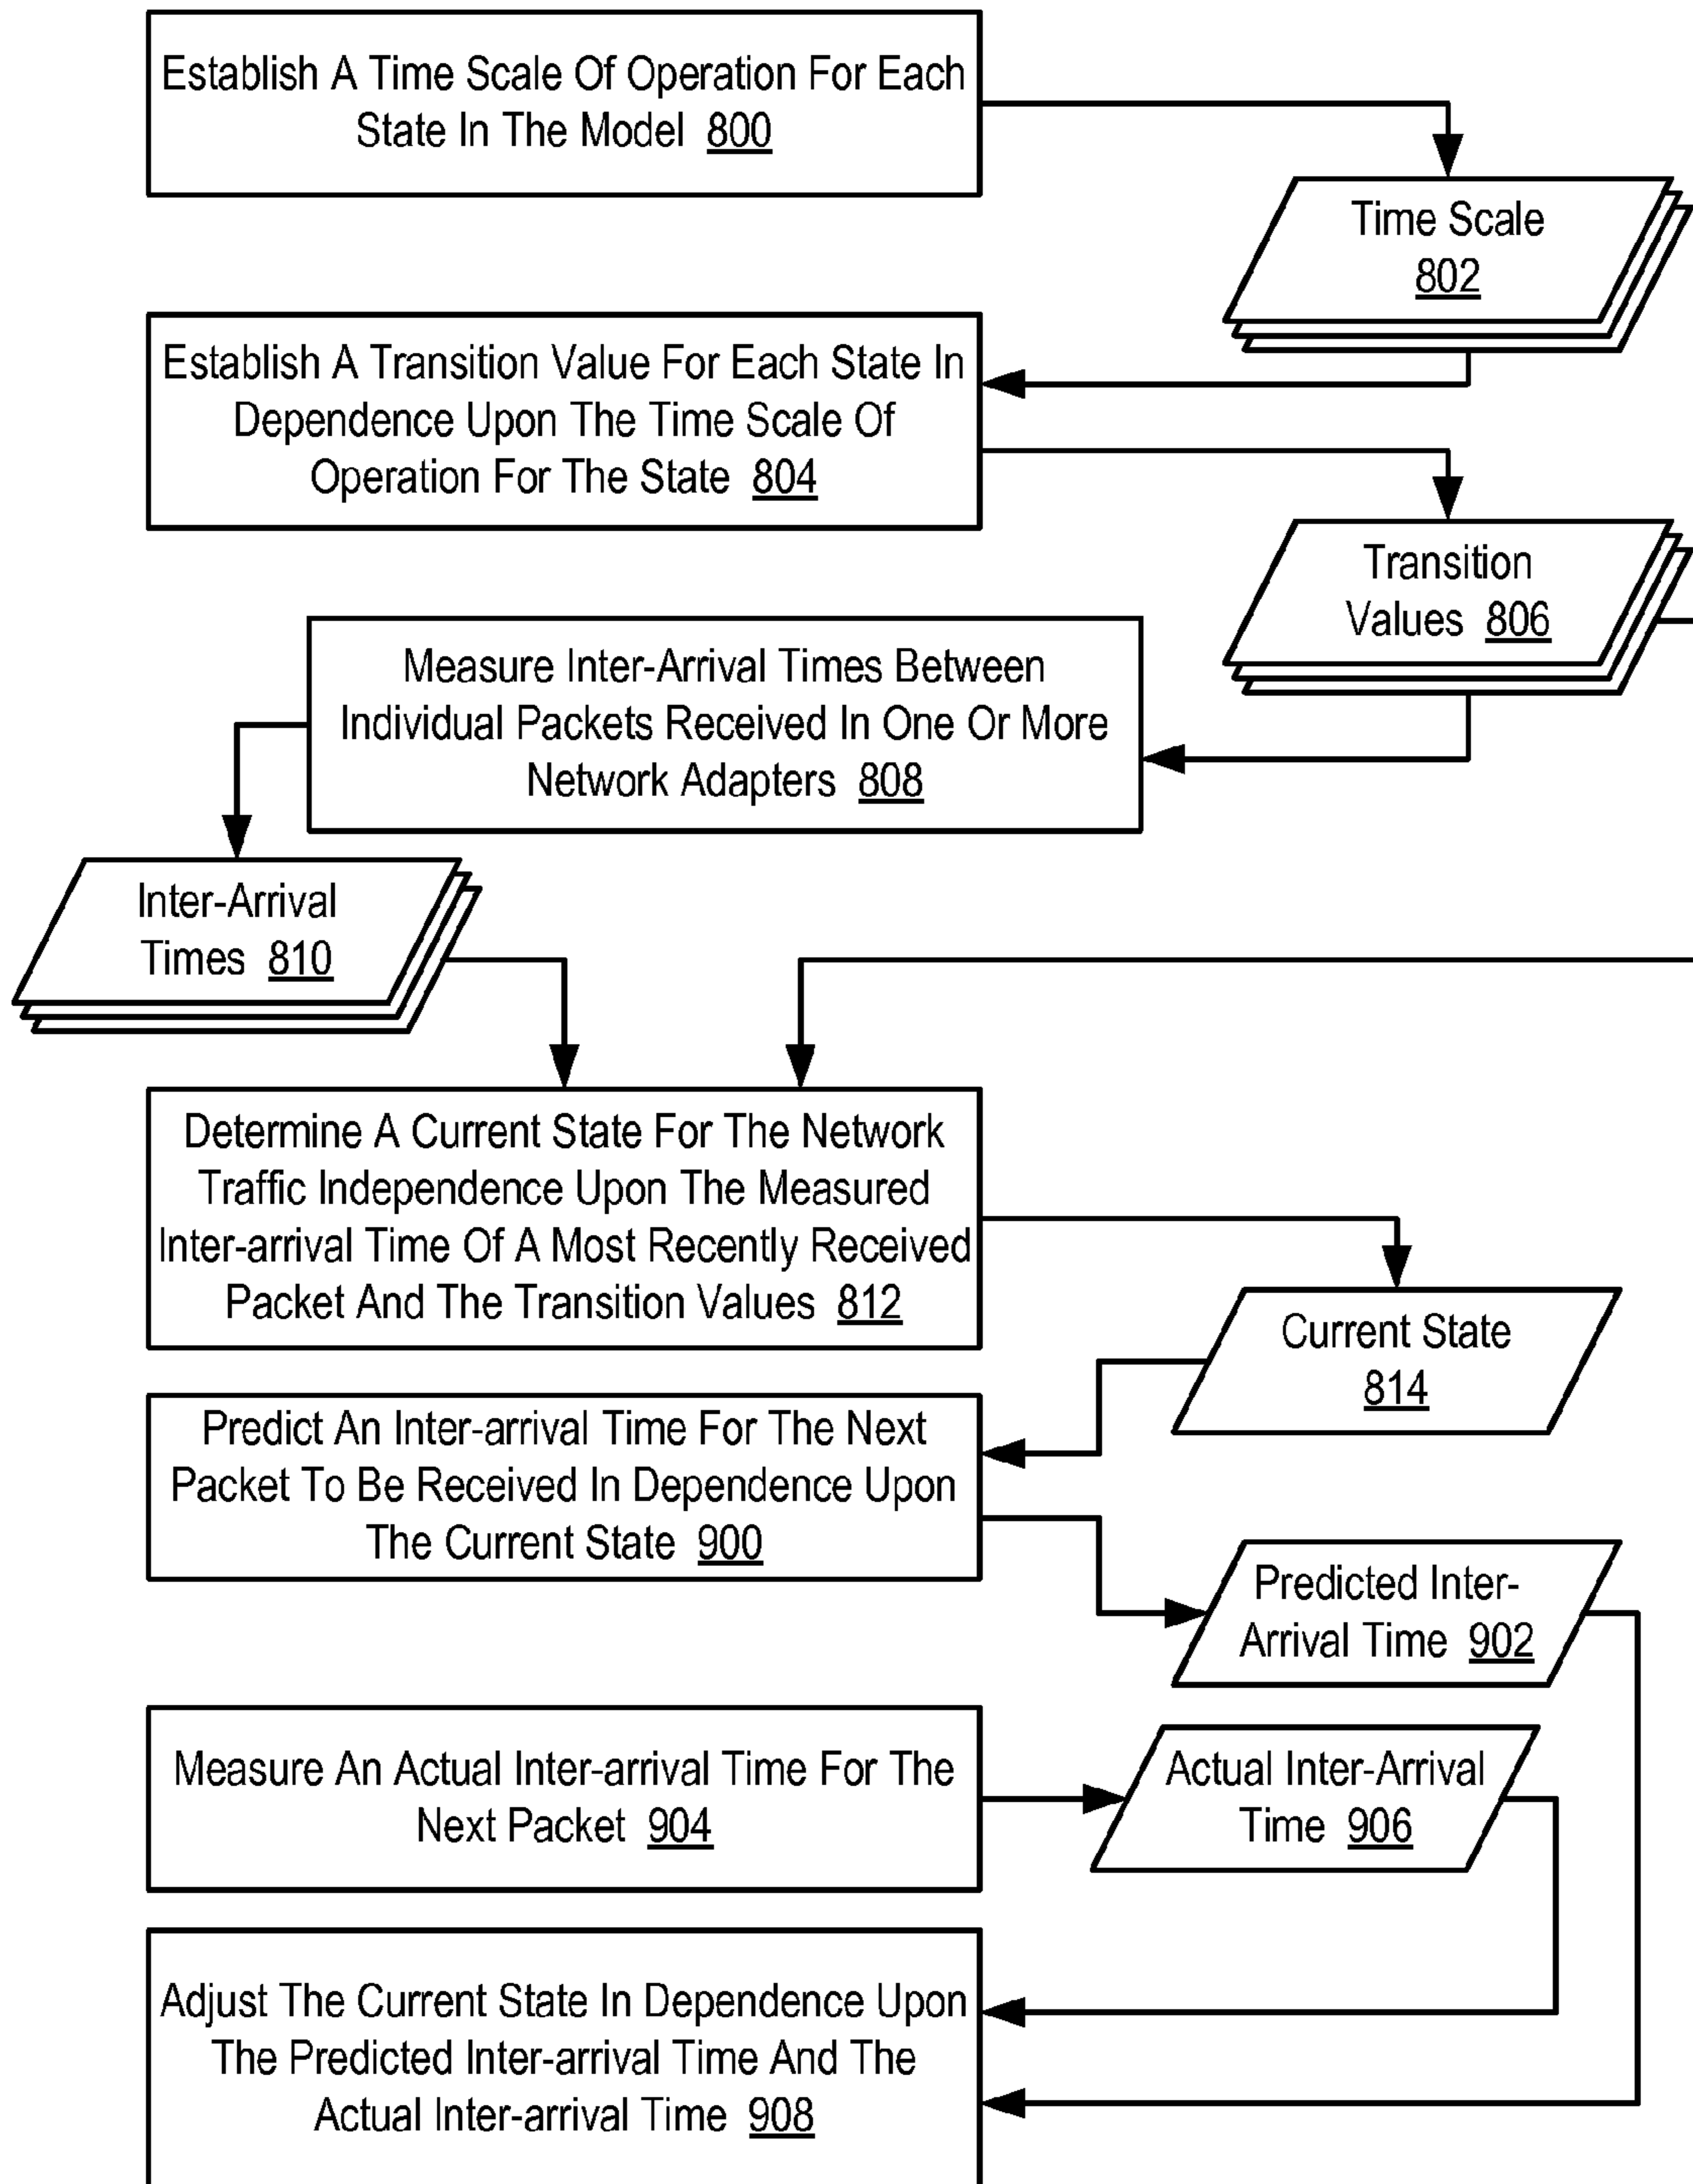 Establish A Time Scale Of Operation For Each
State In The Model 800
Time Scale
802
Establish A Transition Value For Each State In
Dependence Upon The Time Scale Of
Operation For The State 804
Transition
Values 806
Measure Inter-Arrival Times Between
Individual Packets Received In One Or More
Network Adapters 808
Inter-Arrival
Times 810
Determine A Current State For The Network
Traffic Independence Upon The Measured
Inter-arrival Time Of A Most Recently Received
Packet And The Transition Values 812
Current State
814
Predict An Inter-arrival Time For The Next
Packet To Be Received In Dependence Upon
The Current State 900
Predicted Inter-
Arrival Time 902
Measure An Actual Inter-arrival Time For The
Next Packet 904
Actual Inter-Arrival
Time 906
Adjust The Current State In Dependence Upon
The Predicted Inter-arrival Time And The
Actual Inter-arrival Time 908